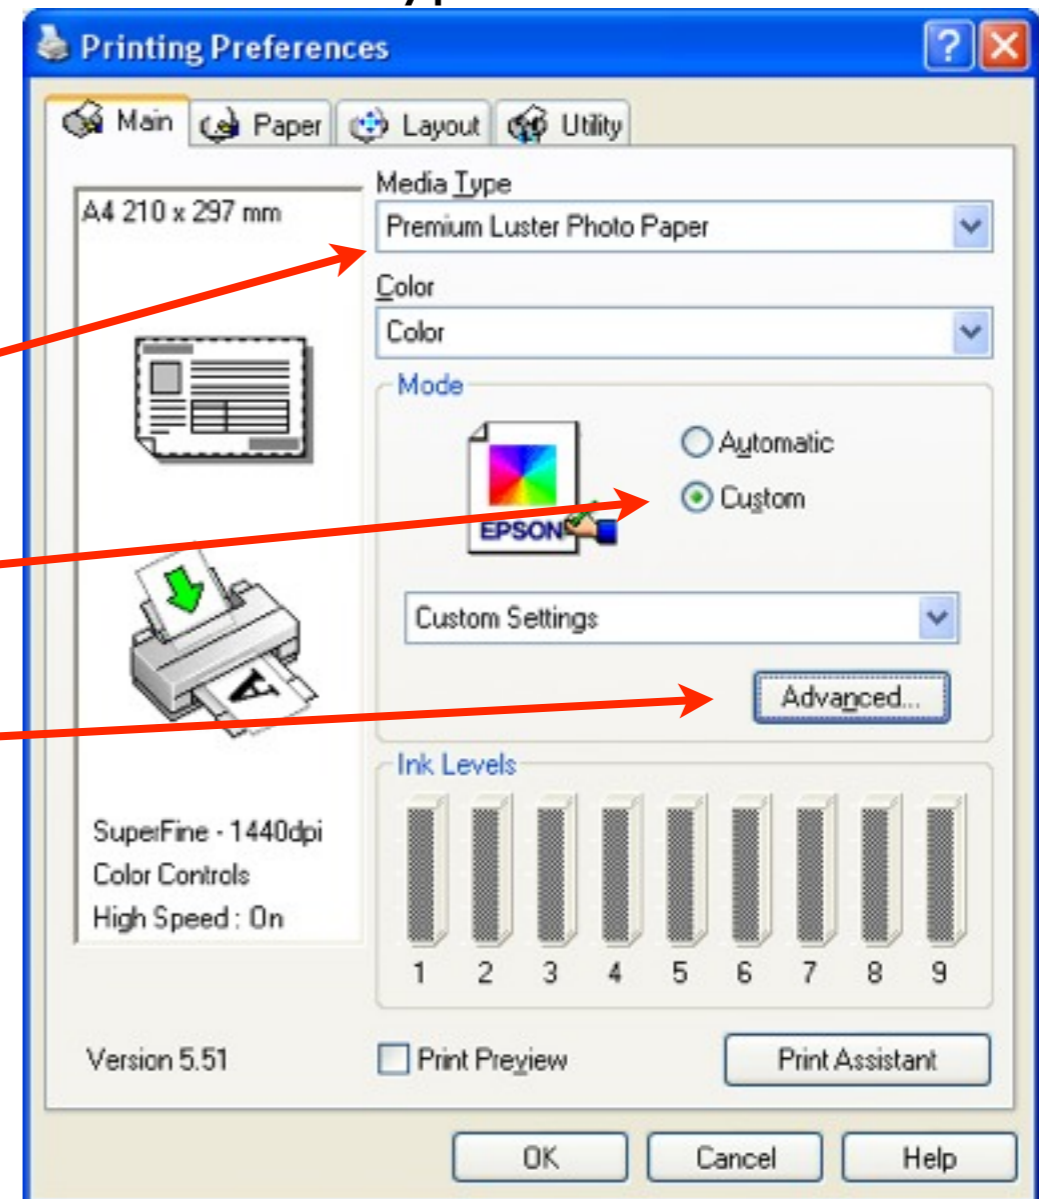 Printing Preferences
Main Paper Layout Utility
A4 210 x 297 mm
Media Type
Premium Luster Photo Paper
Color
Color
Mode
EPSON
Automatic
Custom
Custom Settings
Advanced...
SuperFine - 1440dpi
Color Controls
High Speed : On
Ink Levels
1 2 3 4 5 6 7 8 9
Version 5.51
Print Preview
Print Assistant
OK Cancel Help